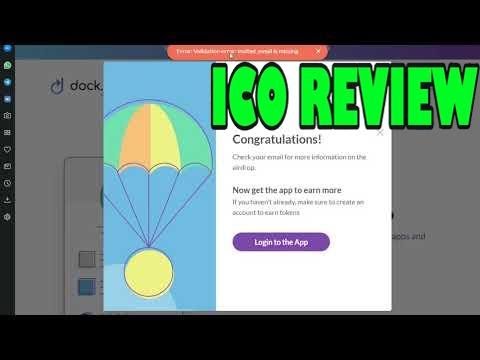 Error: Validation error: invited_email is missing
ICO REVIEW
dock.
Congratulations!
Check your email for more information on the
airdrop.
Now get the app to earn more
If you haven't already, make sure to create an
account to earn tokens
Login to the App
apps and